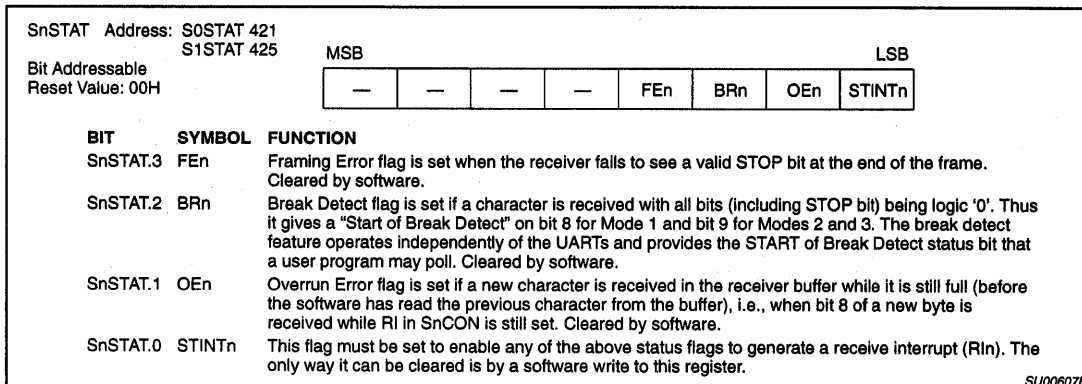 SnSTAT Address: S0STAT 421
S1STAT 425
MSB LSB
Bit Addressable
Reset Value: 00H
— — — — FEn BRn OEn STINTn
BIT SYMBOL FUNCTION
SnSTAT.3 FEn Framing Error flag is set when the receiver fails to see a valid STOP bit at the end of the frame.
Cleared by software.
SnSTAT.2 BRn Break Detect flag is set if a character is received with all bits (including STOP bit) being logic ‘0’. Thus
it gives a “Start of Break Detect” on bit 8 for Mode 1 and bit 9 for Modes 2 and 3. The break detect
feature operates independently of the UARTs and provides the START of Break Detect status bit that
a user program may poll. Cleared by software.
SnSTAT.1 OEn Overrun Error flag is set if a new character is received in the receiver buffer while it is still full (before
the software has read the previous character from the buffer), i.e., when bit 8 of a new byte is
received while RI in SnCON is still set. Cleared by software.
SnSTAT.0 STINTn This flag must be set to enable any of the above status flags to generate a receive interrupt (RIn). The
only way it can be cleared is by a software write to this register.